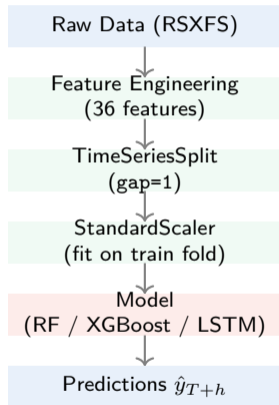 Raw Data (RSXFS)
Feature Engineering
(36 features)
TimeSeriesSplit
(gap=1)
StandardScaler
(fit on train fold)
Model
(RF / XGBoost / LSTM)
Predictions ŷ_{T+h}